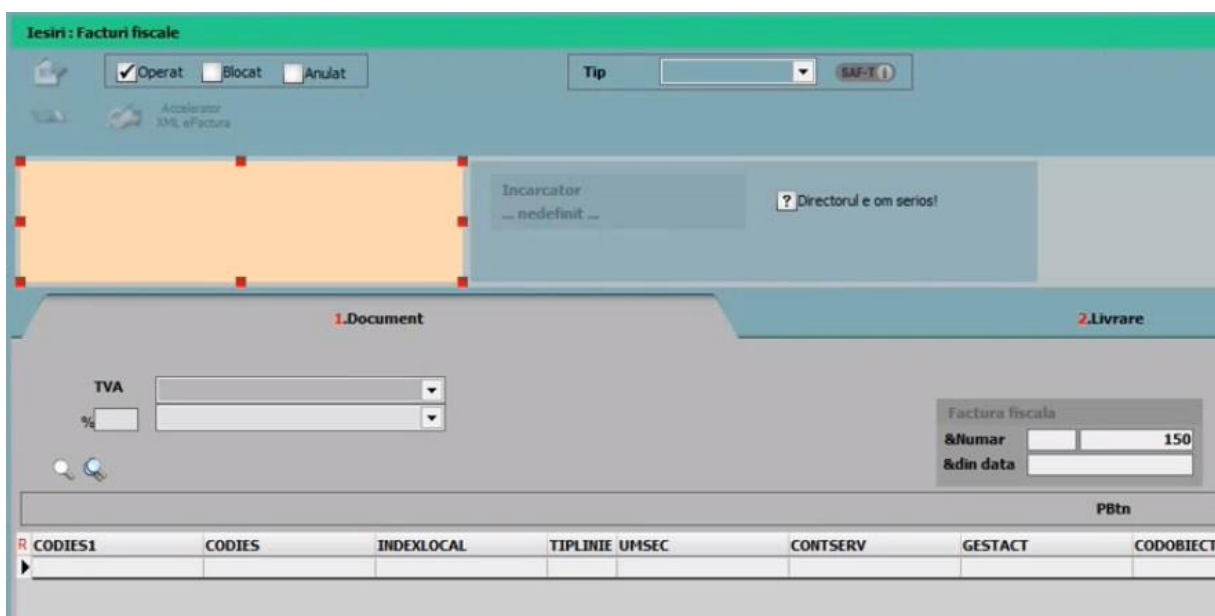 Iesiri : Facturi fiscale
Operat Blocat Anulat
Tip SAF-T
Accelerator
XML eFactura
Incarcator
... nedefinit ...
? Directorul e om serios!
1.Document 2.Livrare
TVA
%
Factura fiscala
&Numar 150
&din data
PBtn
R CODIES1 CODIES INDEXLOCAL TIPLINIE UMSEC CONTSERV GESTACT CODOBIECT